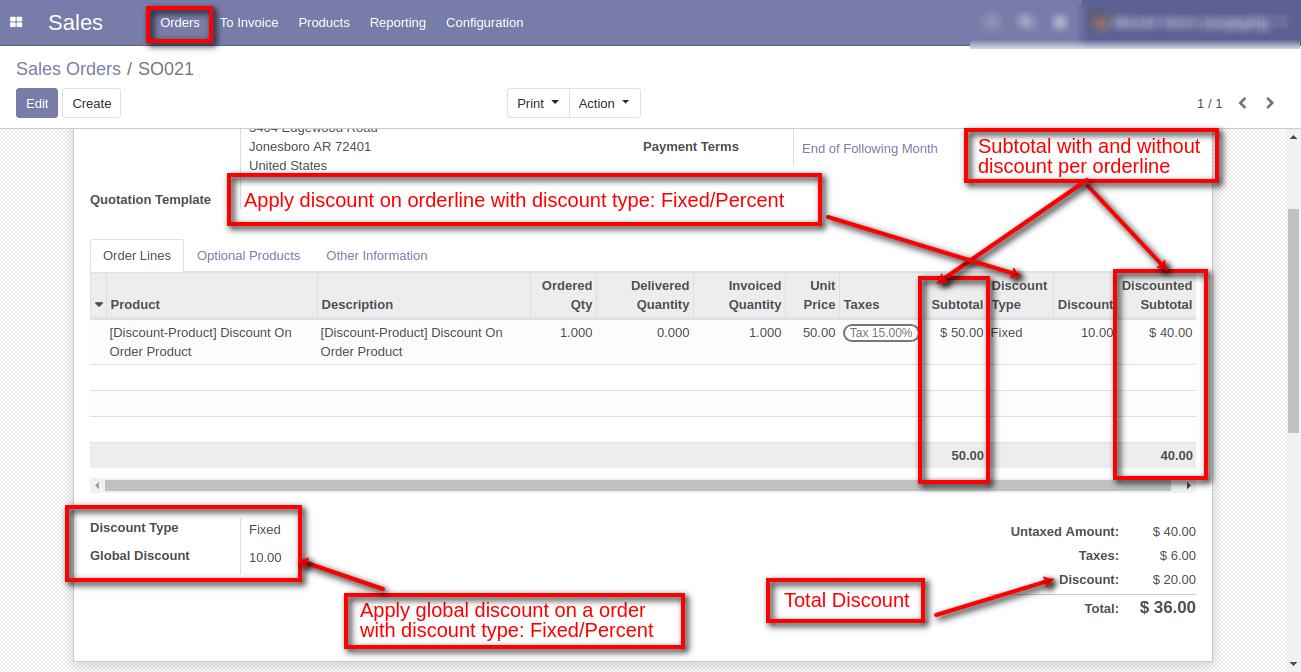 Sales
Orders
To Invoice
Products
Reporting
Configuration
Sales Orders / SO021
Edit
Create
Print
Action
1 / 1
3404 Edgewood Road
Jonesboro AR 72401
United States
Payment Terms
End of Following Month
Subtotal with and without
discount per orderline
Quotation Template
Apply discount on orderline with discount type: Fixed/Percent
Order Lines
Optional Products
Other Information
Product
Description
Ordered
Qty
Delivered
Quantity
Invoiced
Quantity
Unit
Price
Taxes
Subtotal
Discount
Type
Discount
Discounted
Subtotal
[Discount-Product] Discount On
Order Product
[Discount-Product] Discount On
Order Product
1.000
0.000
1.000
50.00
Tax 15.00%
$ 50.00
Fixed
10.00
$ 40.00
50.00
40.00
Discount Type
Fixed
Global Discount
10.00
Apply global discount on a order
with discount type: Fixed/Percent
Total Discount
Untaxed Amount:
$ 40.00
Taxes:
$ 6.00
Discount:
$ 20.00
Total:
$ 36.00